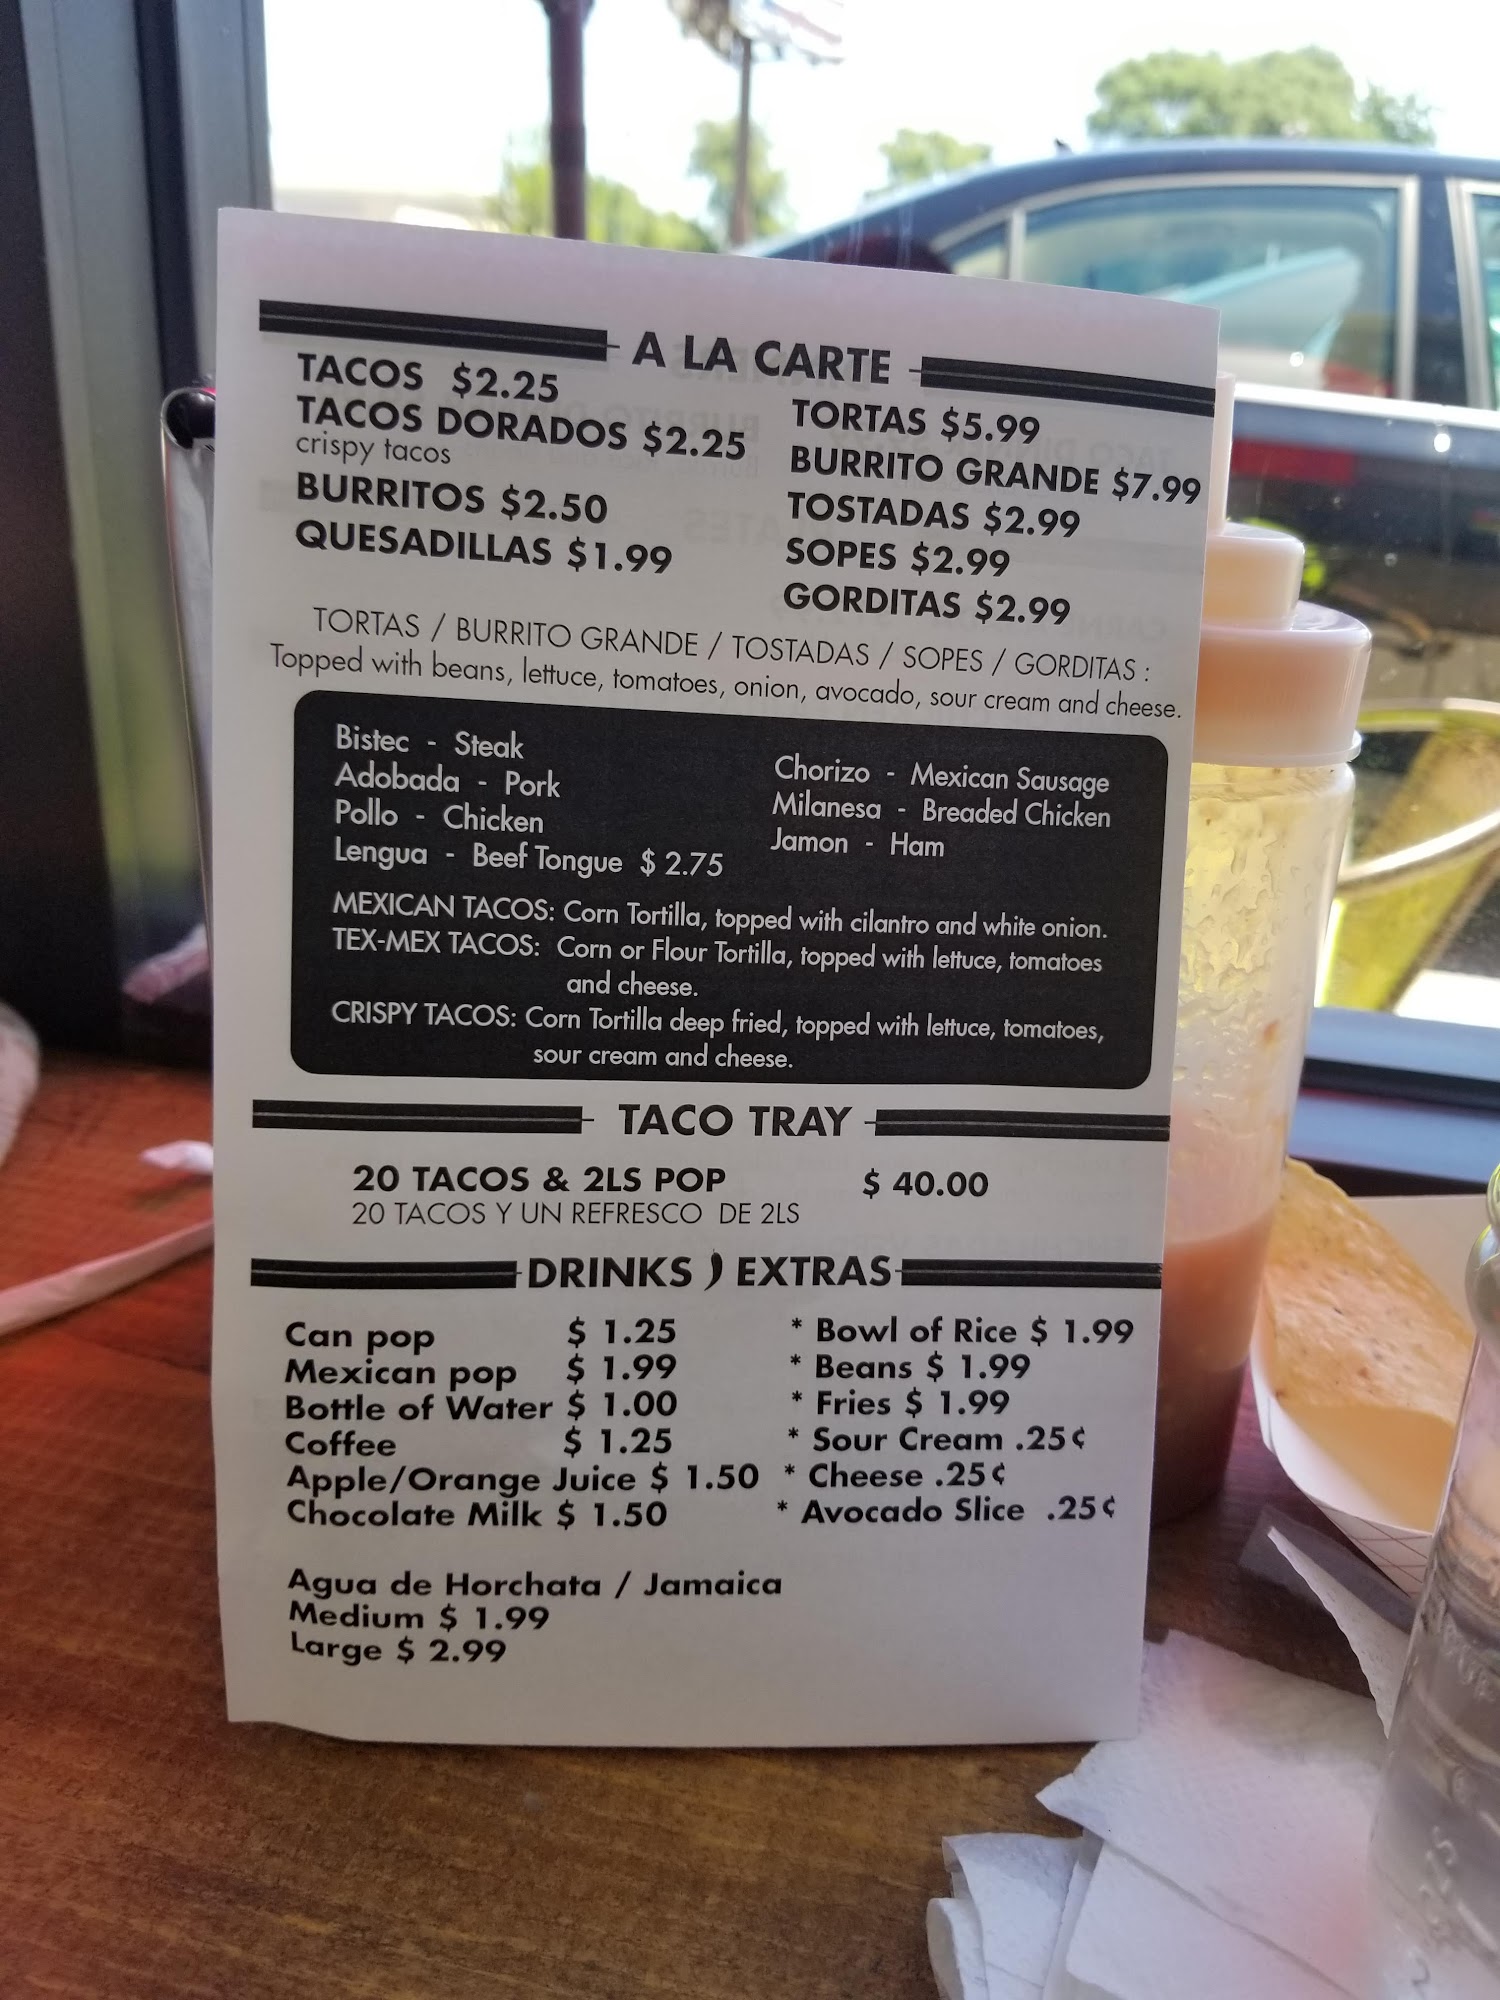 A LA CARTE
TACOS $2.25
TACOS DORADOS $2.25
crispy tacos
BURRITOS $2.50
QUESADILLAS $1.99
TORTAS $5.99
BURRITO GRANDE $7.99
TOSTADAS $2.99
SOPES $2.99
GORDITAS $2.99
TORTAS / BURRITO GRANDE / TOSTADAS / SOPES / GORDITAS :
Topped with beans, lettuce, tomatoes, onion, avocado, sour cream and cheese.
Bistec - Steak
Adobada - Pork
Pollo - Chicken
Lengua - Beef Tongue $ 2.75
Chorizo - Mexican Sausage
Milanesa - Breaded Chicken
Jamon - Ham
MEXICAN TACOS: Corn Tortilla, topped with cilantro and white onion.
TEX-MEX TACOS: Corn or Flour Tortilla, topped with lettuce, tomatoes
and cheese.
CRISPY TACOS: Corn Tortilla deep fried, topped with lettuce, tomatoes,
sour cream and cheese.
TACO TRAY
20 TACOS & 2LS POP $ 40.00
20 TACOS Y UN REFRESCO DE 2LS
DRINKS EXTRAS
Can pop $ 1.25
Mexican pop $ 1.99
Bottle of Water $ 1.00
Coffee $ 1.25
Apple/Orange Juice $ 1.50
Chocolate Milk $ 1.50
* Bowl of Rice $ 1.99
* Beans $ 1.99
* Fries $ 1.99
* Sour Cream .25¢
* Cheese .25¢
* Avocado Slice .25¢
Agua de Horchata / Jamaica
Medium $ 1.99
Large $ 2.99